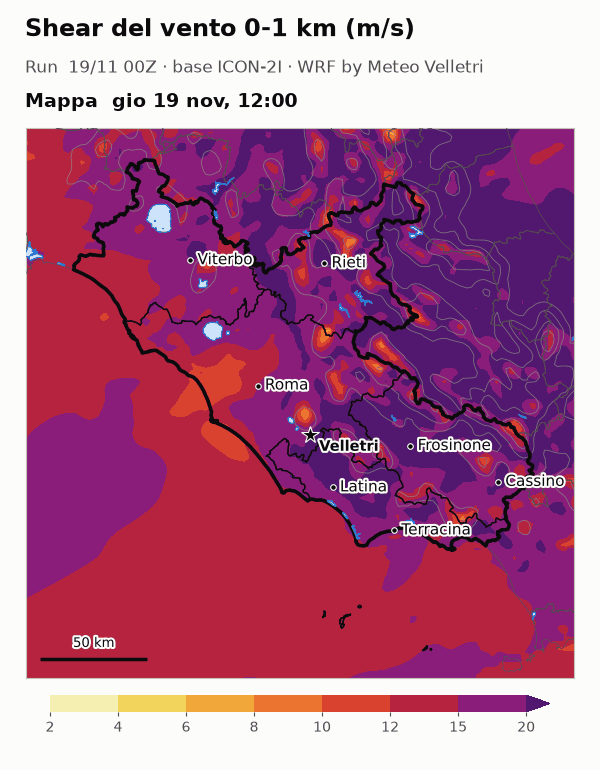 Shear del vento 0-1 km (m/s)
Run 19/11 00Z · base ICON-2I · WRF by Meteo Velletri
Mappa gio 19 nov, 12:00
Viterbo
Rieti
Roma
Velletri
Frosinone
Latina
Cassino
Terracina
50 km
2 4 6 8 10 12 15 20